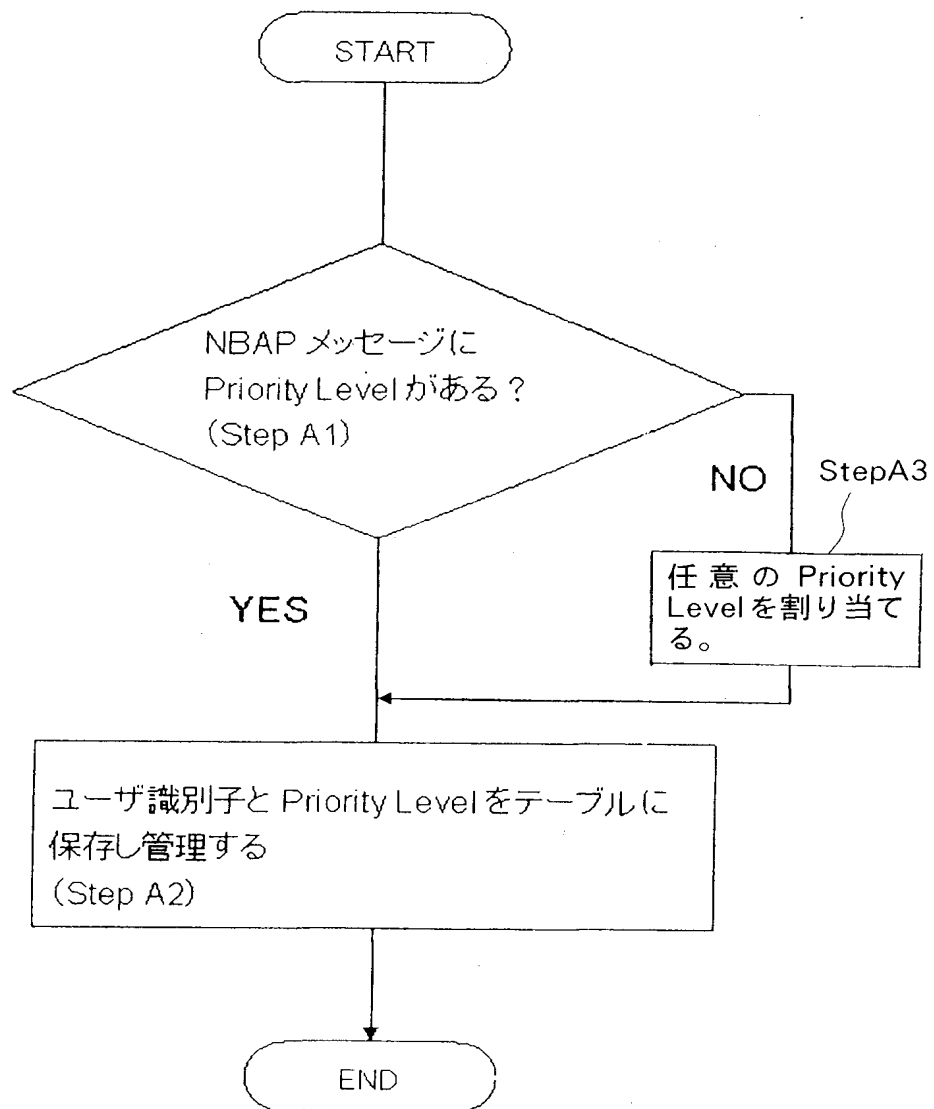 START
NBAP メッセージに
Priority Level がある？
(Step A1)
NO
StepA3
任意の Priority
Level を割り当て
る。
YES
ユーザ識別子と Priority Level をテーブルに
保存し管理する
(Step A2)
END